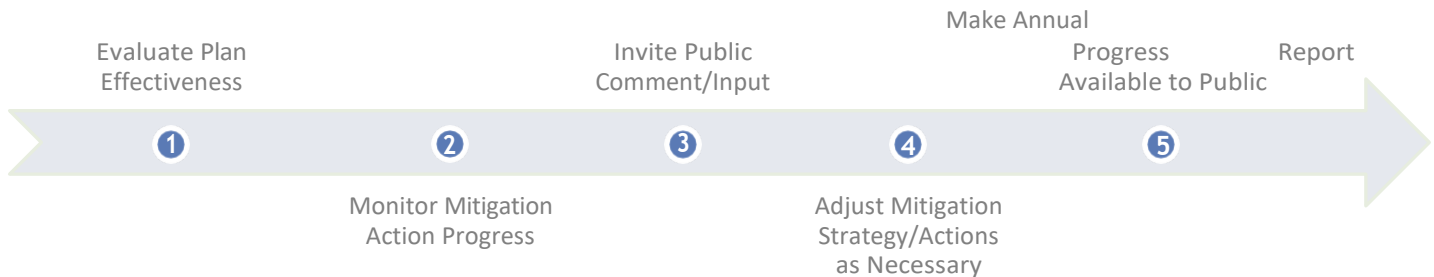 Make Annual
Evaluate Plan
Effectiveness
Invite Public
Comment/Input
Progress Report
Available to Public
1 2 3 4 5
Monitor Mitigation
Action Progress
Adjust Mitigation
Strategy/Actions
as Necessary